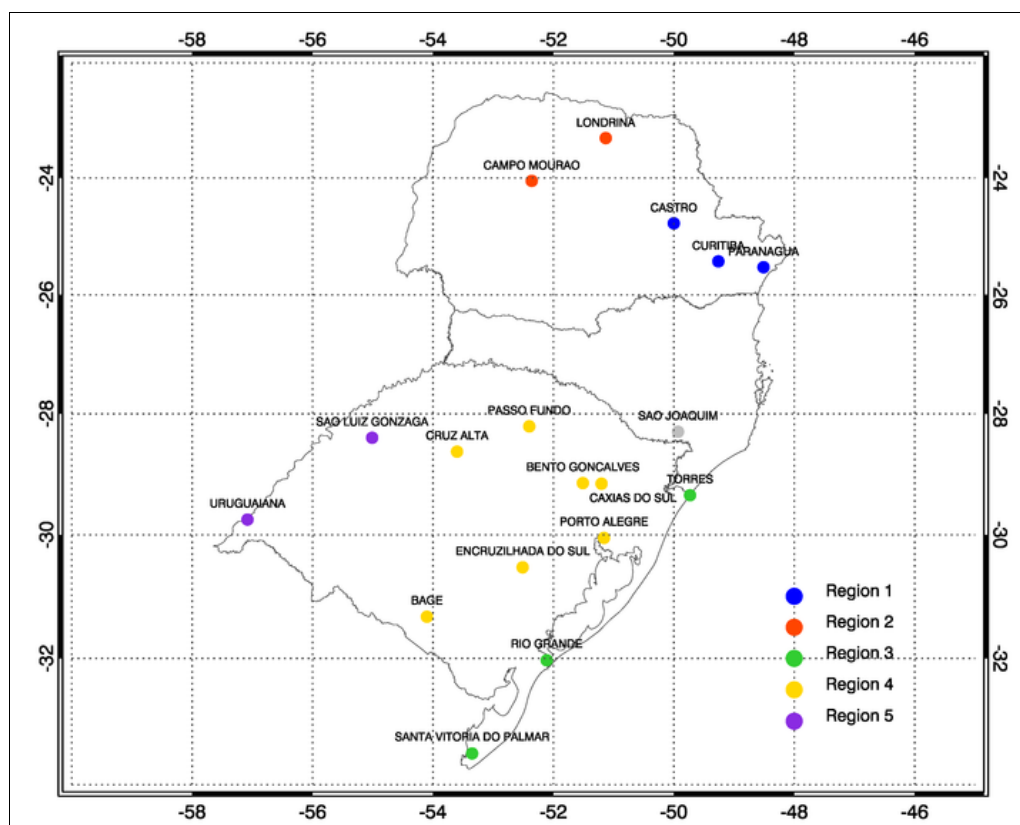 -58 -56 -54 -52 -50 -48 -46
LONDRINA
CAMPO MOURAO
-24 -24
CASTRO
CURITIBA
PARANAGUA
-26 -26
PASSO FUNDO
-28 -28
SAO JOAQUIM
SAO LUIZ GONZAGA
CRUZ ALTA
BENTO GONCALVES
TORRES
CAXIAS DO SUL
URUGUAIANA
PORTO ALEGRE
-30 -30
ENCRUZILHADA DO SUL
Region 1
BAGE
Region 2
RIO GRANDE
Region 3
-32 -32
Region 4
Region 5
SANTA VITORIA DO PALMAR
-58 -56 -54 -52 -50 -48 -46